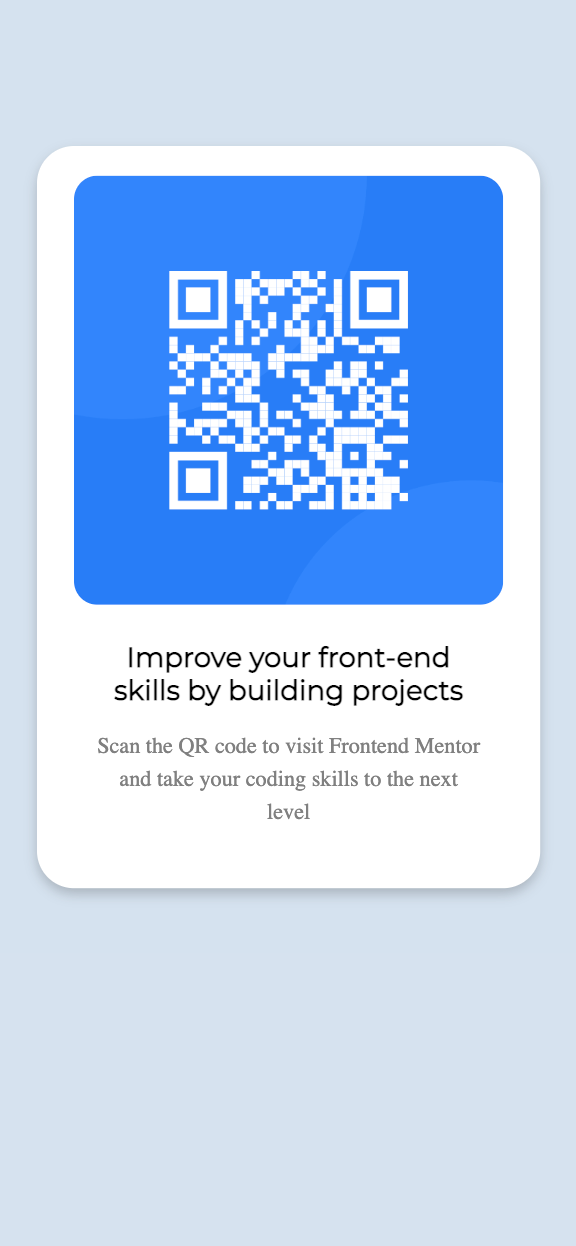 Improve your front-end
skills by building projects
Scan the QR code to visit Frontend Mentor
and take your coding skills to the next
level